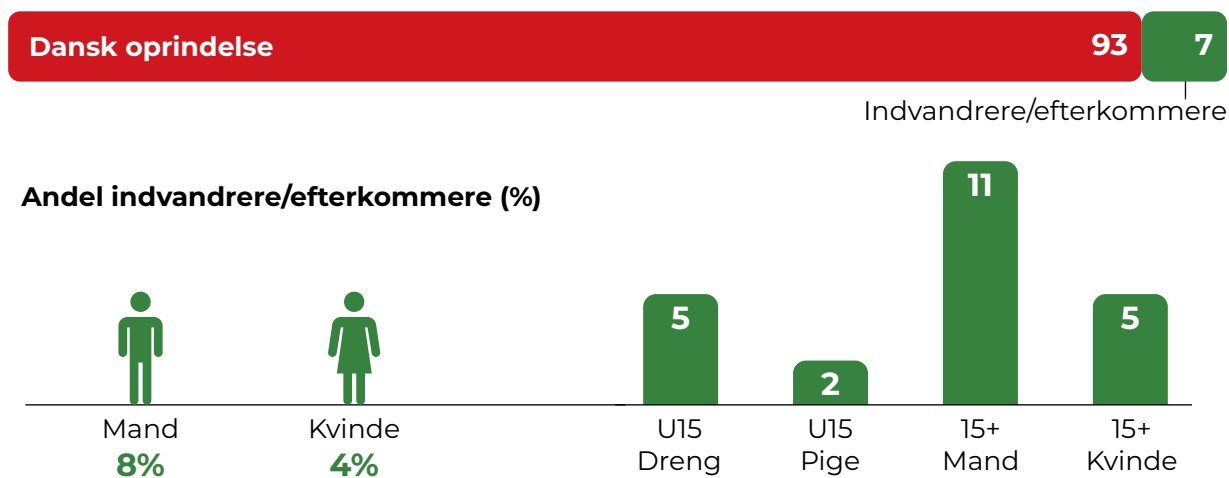 Dansk oprindelse 93 7
Indvandrere/efterkommere
Andel indvandrere/efterkommere (%)
11
5
5
2
Mand Kvinde
8% 4%
U15 U15 15+ 15+
Dreng Pige Mand Kvinde